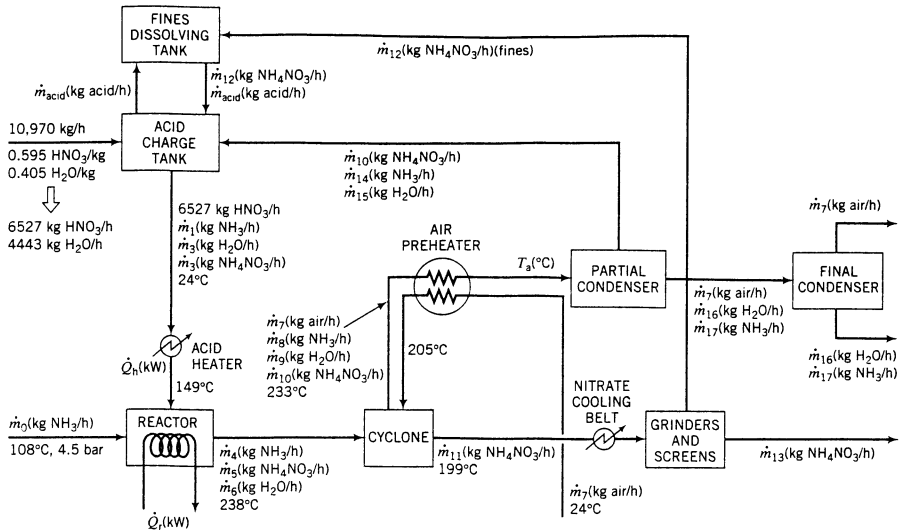 FINES
DISSOLVING
TANK
ṁ12(kg NH4NO3/h)(fines)
ṁacid(kg acid/h)
ṁ12(kg NH4NO3/h)
ṁacid(kg acid/h)
10,970 kg/h
0.595 HNO3/kg
0.405 H2O/kg
6527 kg HNO3/h
4443 kg H2O/h
ACID
CHARGE
TANK
ṁ10(kg NH4NO3/h)
ṁ14(kg NH3/h)
ṁ15(kg H2O/h)
6527 kg HNO3/h
ṁ1(kg NH3/h)
ṁ3(kg H2O/h)
ṁ3(kg NH4NO3/h)
24°C
AIR
PREHEATER
Ta(°C)
PARTIAL
CONDENSER
ṁ7(kg air/h)
FINAL
CONDENSER
ṁ7(kg air/h)
ṁ16(kg H2O/h)
ṁ17(kg NH3/h)
ṁ16(kg H2O/h)
ṁ17(kg NH3/h)
ṁ7(kg air/h)
ṁ8(kg NH3/h)
ṁ9(kg H2O/h)
ṁ10(kg NH4NO3/h)
233°C
205°C
ACID
HEATER
Q̇h(kW)
149°C
NITRATE
COOLING
BELT
ṁ0(kg NH3/h)
108°C, 4.5 bar
REACTOR
Q̇r(kW)
ṁ4(kg NH3/h)
ṁ5(kg NH4NO3/h)
ṁ6(kg H2O/h)
238°C
CYCLONE
ṁ11(kg NH4NO3/h)
199°C
ṁ7(kg air/h)
24°C
GRINDERS
AND
SCREENS
ṁ13(kg NH4NO3/h)